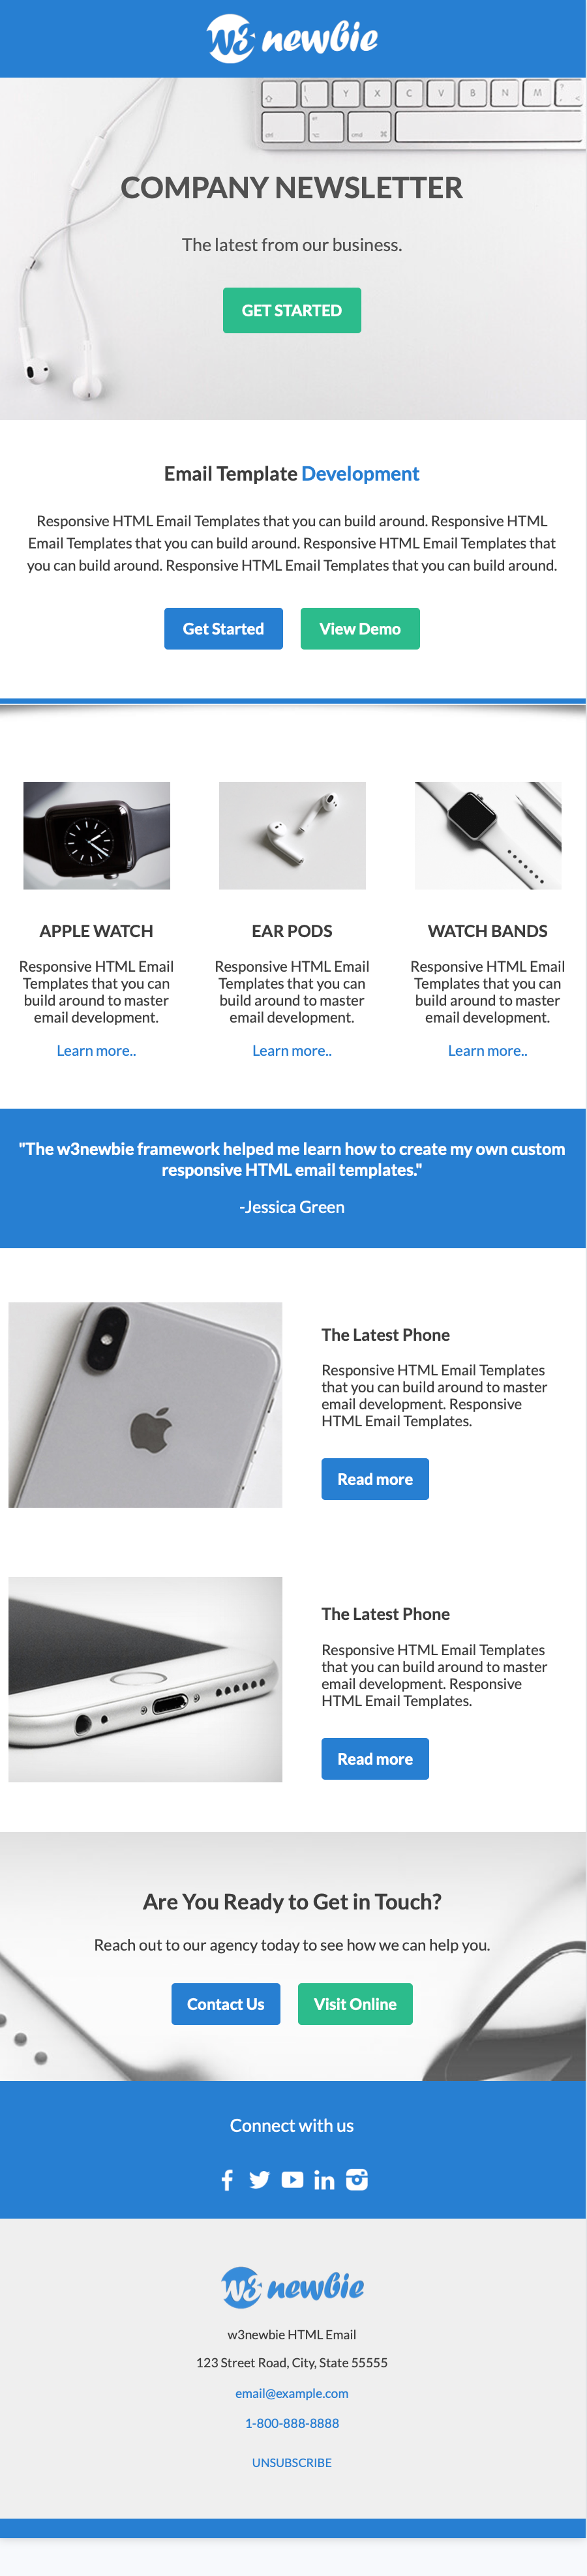 w3 newbie
Y X C V B N M ?
ctrl alt cmd ⌘
COMPANY NEWSLETTER
The latest from our business.
GET STARTED
Email Template Development
Responsive HTML Email Templates that you can build around. Responsive HTML
Email Templates that you can build around. Responsive HTML Email Templates that
you can build around. Responsive HTML Email Templates that you can build around.
Get Started View Demo
APPLE WATCH
Responsive HTML Email
Templates that you can
build around to master
email development.
Learn more..
EAR PODS
Responsive HTML Email
Templates that you can
build around to master
email development.
Learn more..
WATCH BANDS
Responsive HTML Email
Templates that you can
build around to master
email development.
Learn more..
"The w3newbie framework helped me learn how to create my own custom
responsive HTML email templates."
-Jessica Green
The Latest Phone
Responsive HTML Email Templates
that you can build around to master
email development. Responsive
HTML Email Templates.
Read more
The Latest Phone
Responsive HTML Email Templates
that you can build around to master
email development. Responsive
HTML Email Templates.
Read more
Are You Ready to Get in Touch?
Reach out to our agency today to see how we can help you.
Contact Us Visit Online
Connect with us
w3 newbie
w3newbie HTML Email
123 Street Road, City, State 55555
email@example.com
1-800-888-8888
UNSUBSCRIBE